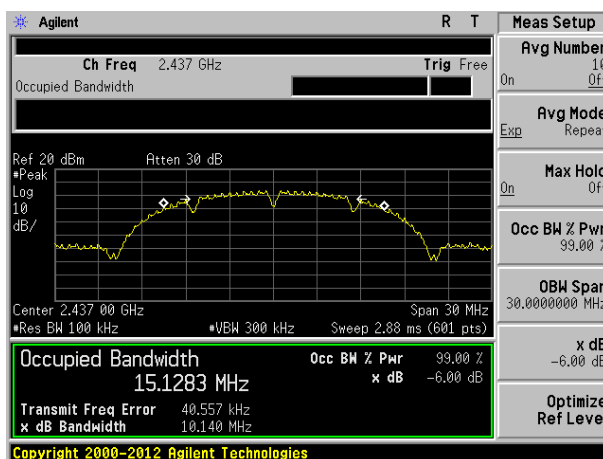 Agilent R T
Ch Freq 2.437 GHz Trig Free
Occupied Bandwidth
Ref 20 dBm Atten 30 dB
#Peak
Log
10
dB/
Center 2.437 00 GHz Span 30 MHz
#Res BW 100 kHz #VBW 300 kHz Sweep 2.88 ms (601 pts)
Occupied Bandwidth
15.1283 MHz
Occ BW % Pwr 99.00 %
x dB -6.00 dB
Transmit Freq Error 40.557 kHz
x dB Bandwidth 10.140 MHz
Copyright 2000-2012 Agilent Technologies
Meas Setup
Avg Number
10
On Of
Avg Mode
Exp Repea
Max Hold
On Of
Occ BW % Pwr
99.00 %
OBW Span
30.0000000 MHz
x dB
-6.00 dB
Optimize
Ref Leve